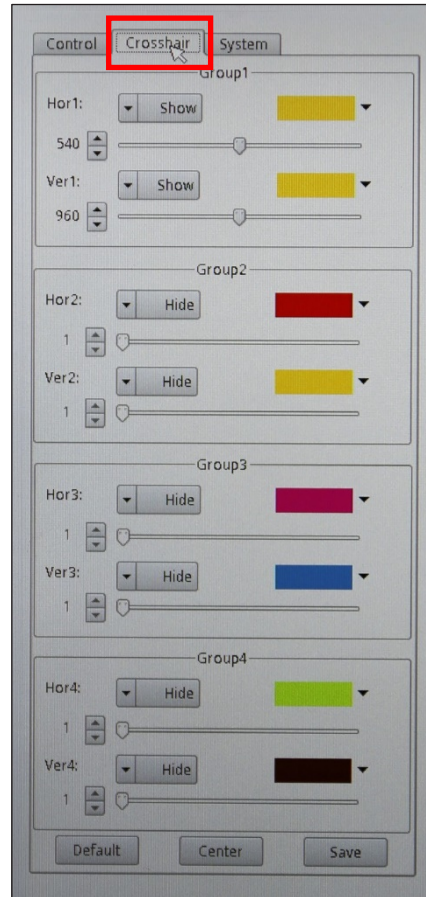 Control Crosshair System
Group1
Hor1: Show
540
Ver1: Show
960
Group2
Hor2: Hide
1
Ver2: Hide
1
Group3
Hor3: Hide
1
Ver3: Hide
1
Group4
Hor4: Hide
1
Ver4: Hide
1
Default Center Save